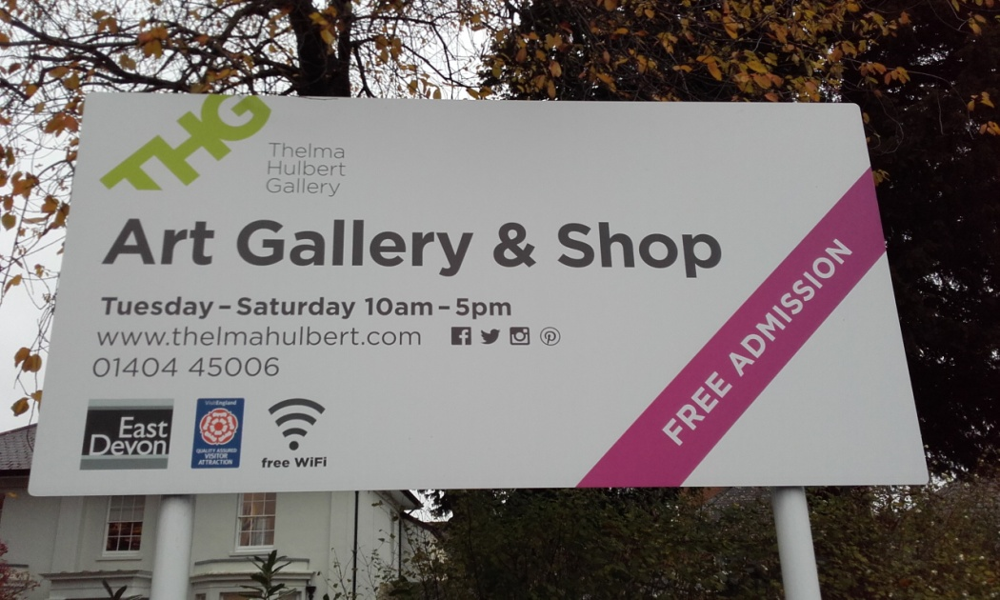 THG
Thelma
Hulbert
Gallery
Art Gallery & Shop
Tuesday – Saturday 10am – 5pm
www.thelmahulbert.com
01404 45006
FREE ADMISSION
East
Devon
VisitEngland
QUALITY ASSURED
VISITOR
ATTRACTION
free WiFi